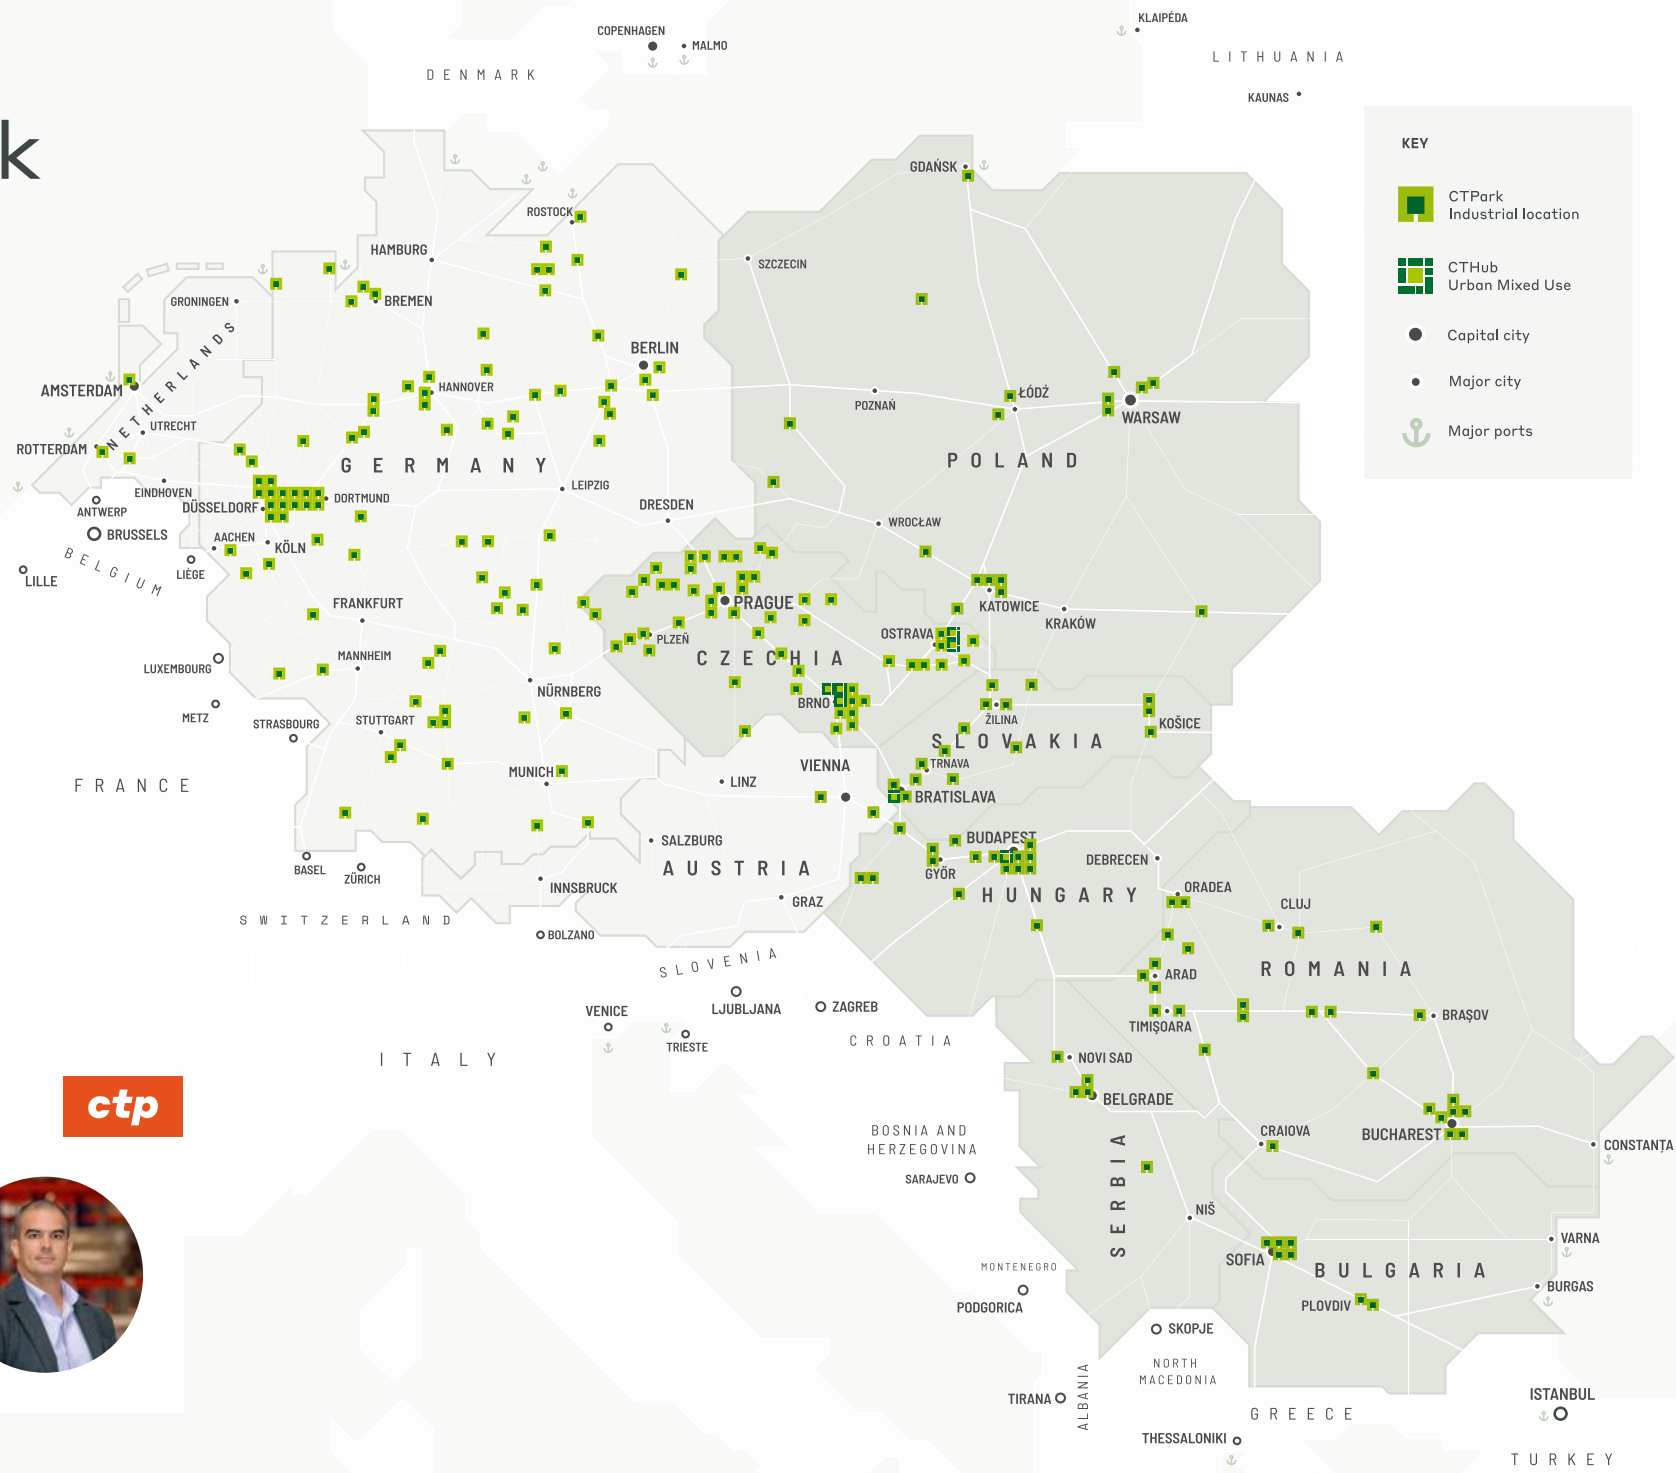 k
KLAIPÉDA
COPENHAGEN
MALMO
LITHUANIA
DENMARK
KAUNAS
KEY
CTPark
Industrial location
CTHub
Urban Mixed Use
Capital city
Major city
Major ports
GDAŃSK
ROSTOCK
HAMBURG
SZCZECIN
GRONINGEN
BREMEN
NETHERLANDS
BERLIN
AMSTERDAM
HANNOVER
POZNAŃ
ŁÓDŹ
WARSAW
UTRECHT
ROTTERDAM
GERMANY
POLAND
EINDHOVEN
LEIPZIG
DORTMUND
ANTWERP
DÜSSELDORF
DRESDEN
WROCŁAW
BRUSSELS
AACHEN
KÖLN
BELGIUM
LIÈGE
LILLE
FRANKFURT
PRAGUE
KATOWICE
KRAKÓW
OSTRAVA
PLZEŇ
CZECHIA
MANNHEIM
LUXEMBOURG
NÜRNBERG
BRNO
METZ
STRASBOURG
STUTTGART
ŽILINA
KOŠICE
SLOVAKIA
TRNAVA
VIENNA
MUNICH
LINZ
FRANCE
BRATISLAVA
SALZBURG
BUDAPEST
DEBRECEN
BASEL
ZÜRICH
AUSTRIA
GYŐR
INNSBRUCK
HUNGARY
ORADEA
GRAZ
CLUJ
SWITZERLAND
BOLZANO
SLOVENIA
ROMANIA
ARAD
VENICE
LJUBLJANA
ZAGREB
TIMIȘOARA
BRAȘOV
TRIESTE
CROATIA
ITALY
NOVI SAD
BELGRADE
ctp
BOSNIA AND
HERZEGOVINA
CRAIOVA
BUCHAREST
CONSTANȚA
SARAJEVO
SERBIA
NIŠ
VARNA
SOFIA
MONTENEGRO
BULGARIA
BURGAS
PODGORICA
PLOVDIV
SKOPJE
NORTH
MACEDONIA
TIRANA
ALBANIA
ISTANBUL
GREECE
THESSALONIKI
TURKEY